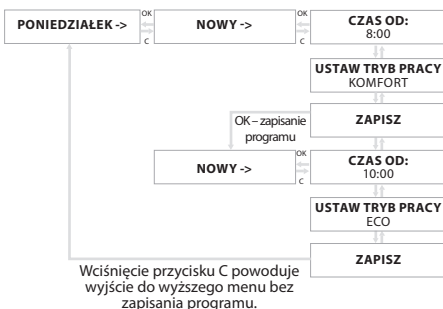 PONIEDZIAŁEK ->
OK
C
NOWY ->
OK
C
CZAS OD:
8:00
USTAW TRYB PRACY
KOMFORT
ZAPISZ
OK – zapisanie
programu
NOWY ->
OK
C
CZAS OD:
10:00
USTAW TRYB PRACY
ECO
ZAPISZ
Wciśnięcie przycisku C powoduje
wyjście do wyższego menu bez
zapisania programu.